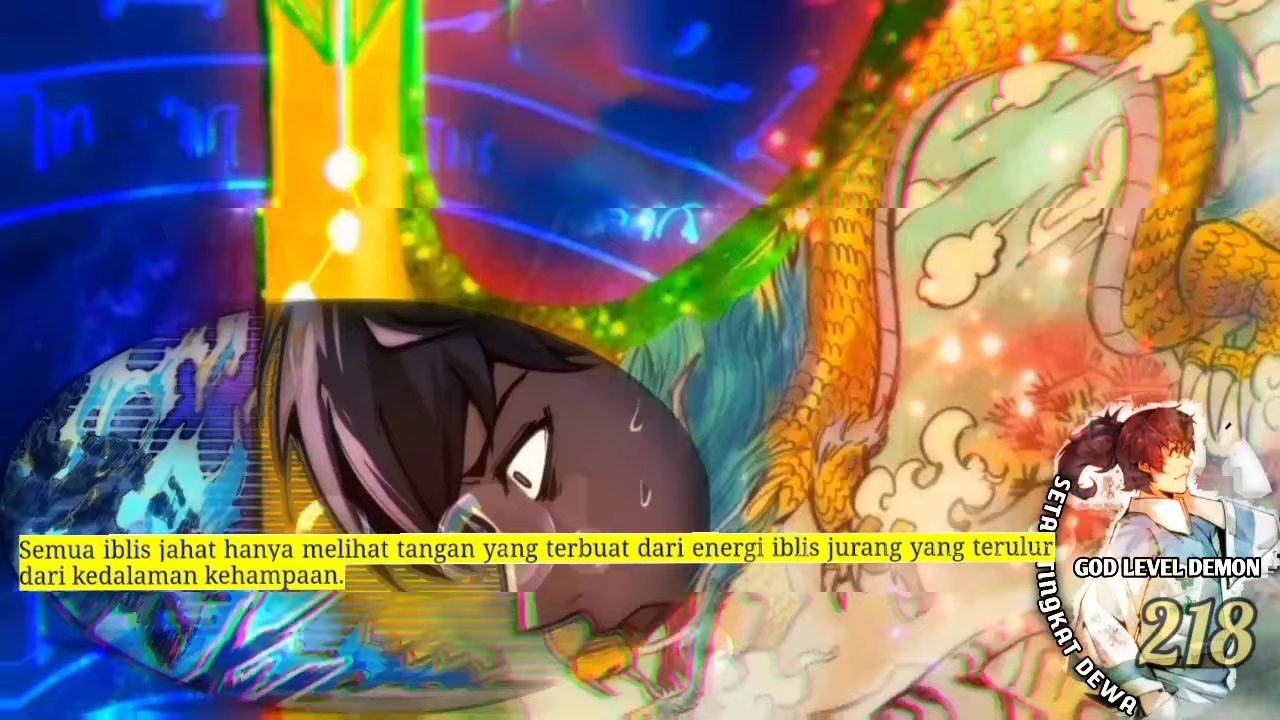 Semua iblis jahat hanya melihat tangan yang terbuat dari energi iblis jurang yang terulur
dari kedalaman kehampaan.
SETAN TINGKAT DEWA
GOD LEVEL DEMON
218